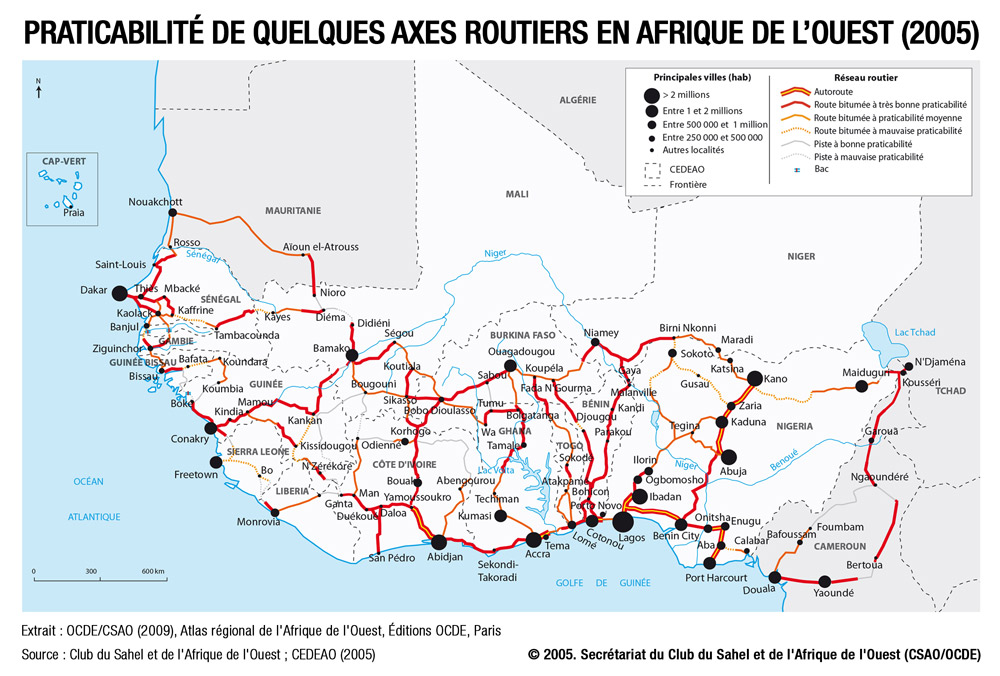 PRATICABILITÉ DE QUELQUES AXES ROUTIERS EN AFRIQUE DE L'OUEST (2005)
N
CAP-VERT
Praia
Principales villes (hab)
> 2 millions
Entre 1 et 2 millions
Entre 500 000 et 1 million
Entre 250 000 et 500 000
Autres localités
CEDEAO
Frontière
Réseau routier
Autoroute
Route bitumée à très bonne praticabilité
Route bitumée à praticabilité moyenne
Route bitumée à mauvaise praticabilité
Piste à bonne praticabilité
Piste à mauvaise praticabilité
Bac
ALGÉRIE
MALI
MAURITANIE
NIGER
Nouakchott
Rosso
Aïoun el-Atrouss
Sénégal
Niger
Saint-Louis
Dakar
Thiès
Mbacké
SÉNÉGAL
Nioro
Kaolack
Kaffrine
Kayes
Diéma
Didiéni
Banjul
GAMBIE
Tambacounda
Ségou
Ziguinchor
GUINÉE BISSAU
Bafata
Koundara
Bissau
Bamako
Koutiala
Koumbia
GUINÉE
Bougouni
Sikasso
Boké
Kindia
Mamou
Kankan
Bobo Dioulasso
Conakry
Kissidougou
Odienné
Korhogo
SIERRA LEONE
Freetown
Bo
N'Zérékoré
CÔTE D'IVOIRE
LIBERIA
Monrovia
Ganta
Man
Duékoué
Daloa
Bouaké
Yamoussoukro
Abengourou
San Pédro
Abidjan
BURKINA FASO
Ouagadougou
Koupéla
Sabou
Fada N'Gourma
Tumu
Bolgatanga
Wa
GHANA
Tamale
Lac Volta
Techiman
Kumasi
Sekondi-
Takoradi
Accra
Tema
Lomé
Niamey
Gaya
Malanville
BÉNIN
Kandi
Djougou
Parakou
TOGO
Sokodé
Atakpamé
Bohicon
Porto Novo
Cotonou
Lagos
Birni Nkonni
Maradi
Sokoto
Katsina
Gusau
Kano
Zaria
Kaduna
Tegina
NIGERIA
Niger
Abuja
Bénoué
Ilorin
Ogbomosho
Ibadan
Benin City
Onitsha
Enugu
Aba
Calabar
Port Harcourt
Lac Tchad
N'Djaména
Maiduguri
Kousséri
TCHAD
Garoua
Ngaoundéré
Foumbam
Bafoussam
CAMEROUN
Bertoua
Douala
Yaoundé
OCÉAN
ATLANTIQUE
GOLFE DE GUINÉE
0 300 600 km
Extrait : OCDE/CSAO (2009), Atlas régional de l'Afrique de l'Ouest, Éditions OCDE, Paris
Source : Club du Sahel et de l'Afrique de l'Ouest ; CEDEAO (2005)
© 2005. Secrétariat du Club du Sahel et de l'Afrique de l'Ouest (CSAO/OCDE)